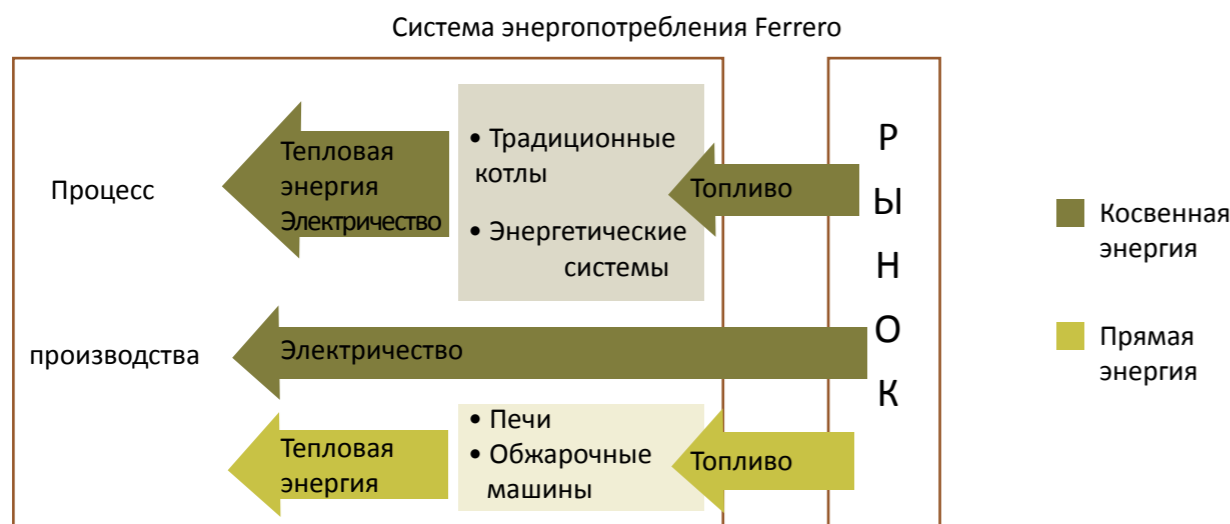 Система энергопотребления Ferrero
Процесс
производства
Тепловая
энергия
Электричество
• Традиционные
котлы
• Энергетические
системы
Топливо
Электричество
Тепловая
энергия
• Печи
• Обжарочные
машины
Топливо
Р
Ы
Н
О
К
Косвенная
энергия
Прямая
энергия